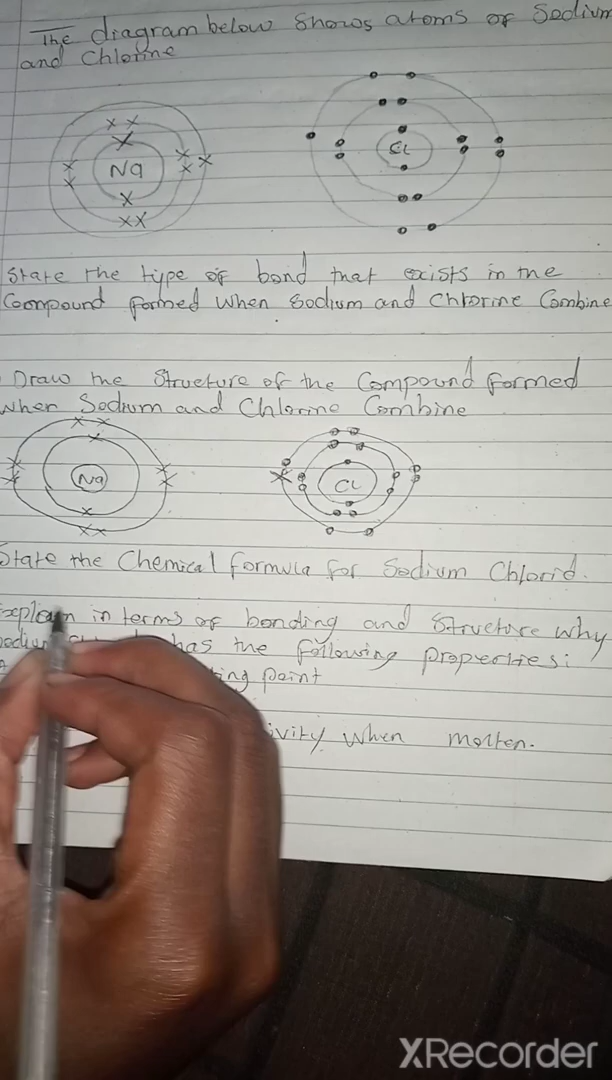 The diagram below shows atoms of Sodium
and Chlorine
Na
CL
State the type of bond that exists in the
Compound formed when Sodium and Chlorine Combine
Draw the Structure of the Compound formed
when Sodium and Chlorine Combine
Na
CL
State the Chemical formula for Sodium Chlorid.
Explain in terms of bonding and Structure why
has the following properties:
point
when molten.
XRecorder